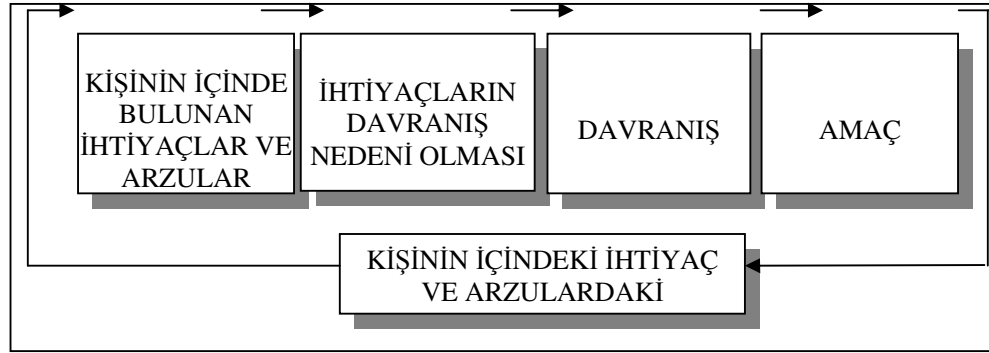 KİŞİNİN İÇİNDE
BULUNAN
İHTİYAÇLAR VE
ARZULAR
İHTİYAÇLARIN
DAVRANIŞ
NEDENİ OLMASI
DAVRANIŞ
AMAÇ
KİŞİNİN İÇİNDEKİ İHTİYAÇ
VE ARZULARDAKİ